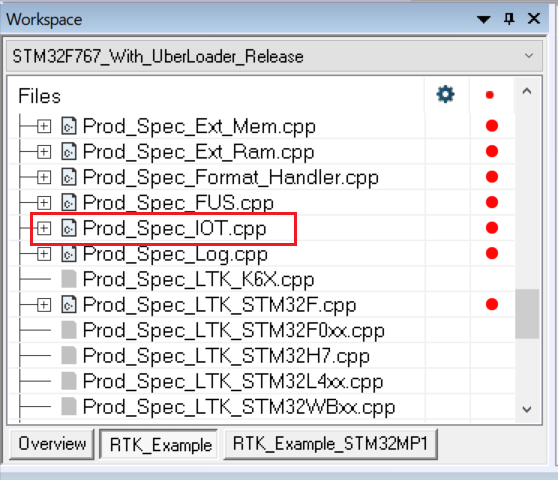 Workspace
STM32F767_With_UberLoader_Release
Files
Prod_Spec_Ext_Mem.cpp
Prod_Spec_Ext_Ram.cpp
Prod_Spec_Format_Handler.cpp
Prod_Spec_FUS.cpp
Prod_Spec_IOT.cpp
Prod_Spec_Log.cpp
Prod_Spec_LTK_K6X.cpp
Prod_Spec_LTK_STM32F.cpp
Prod_Spec_LTK_STM32F0xx.cpp
Prod_Spec_LTK_STM32H7.cpp
Prod_Spec_LTK_STM32L4xx.cpp
Prod_Spec_LTK_STM32WBxx.cpp
Overview RTK_Example RTK_Example_STM32MP1